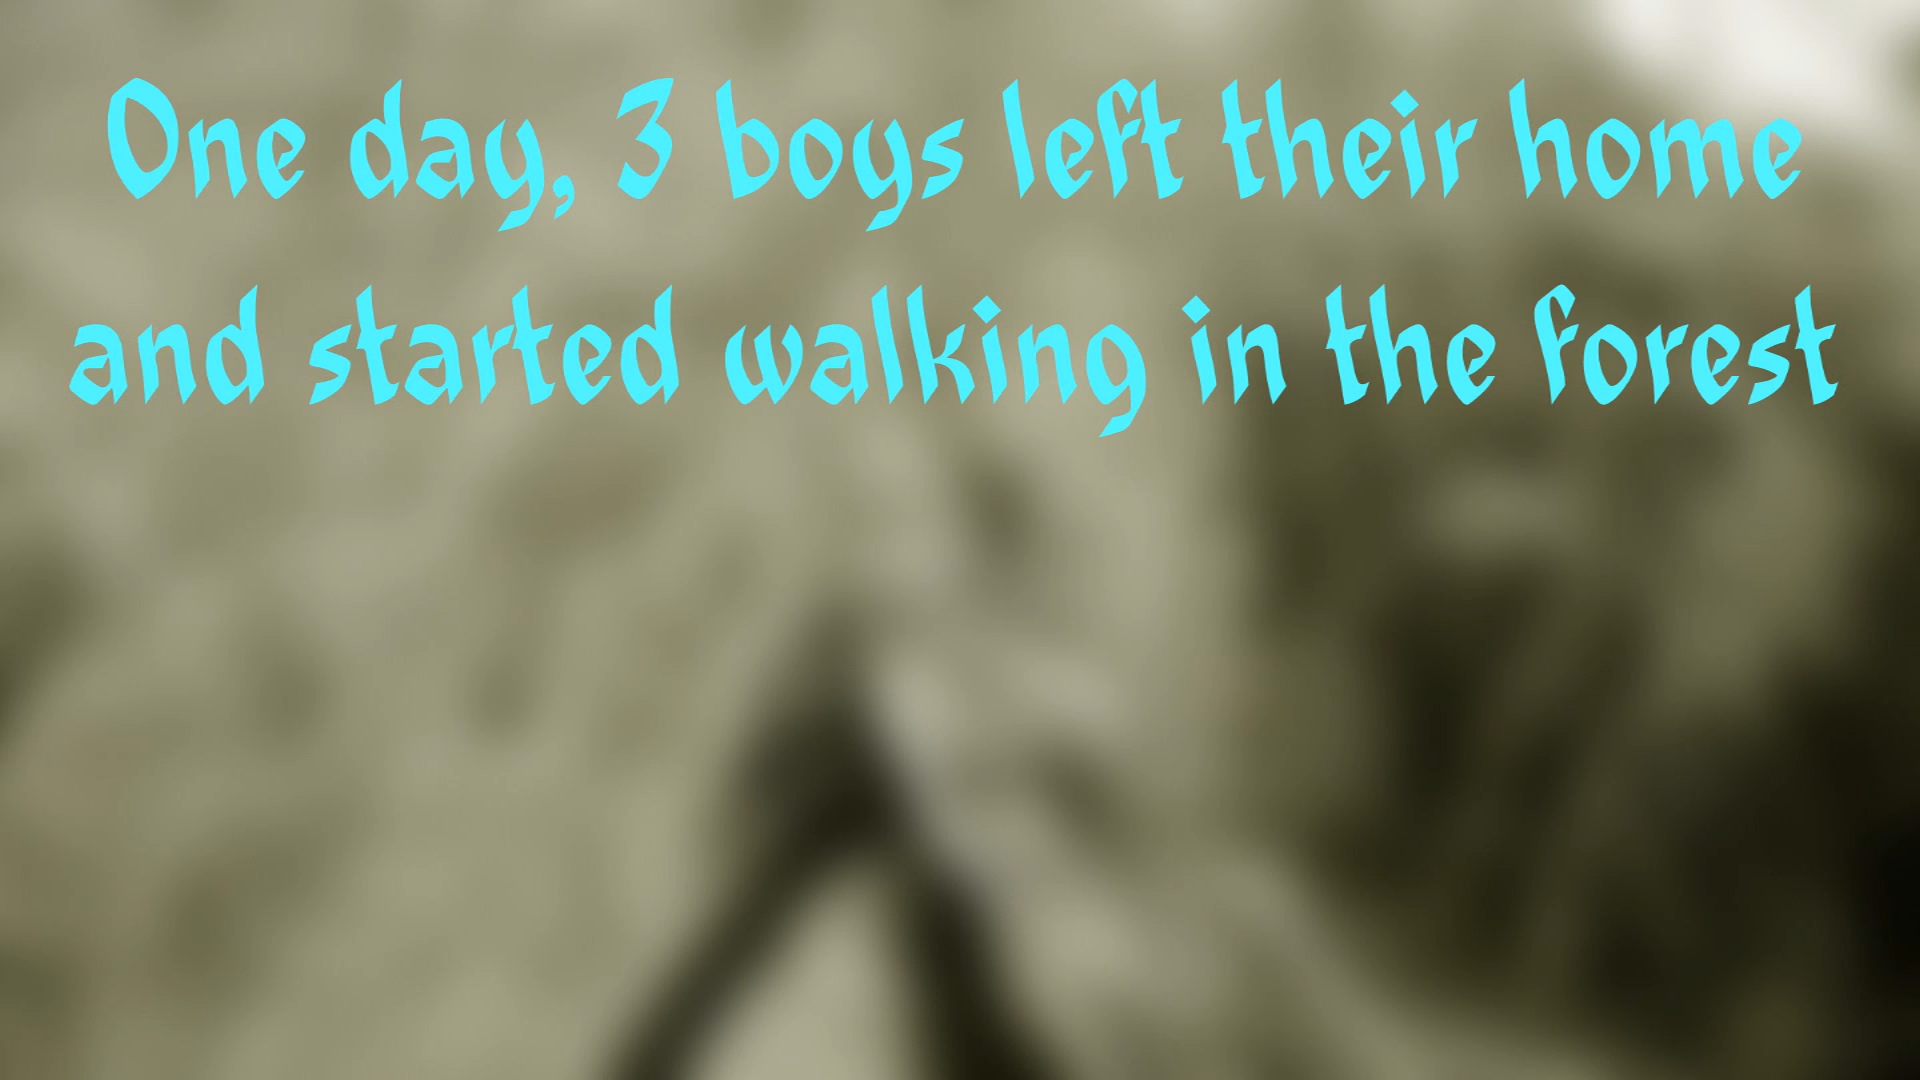 One day, 3 boys left their home
and started walking in the forest